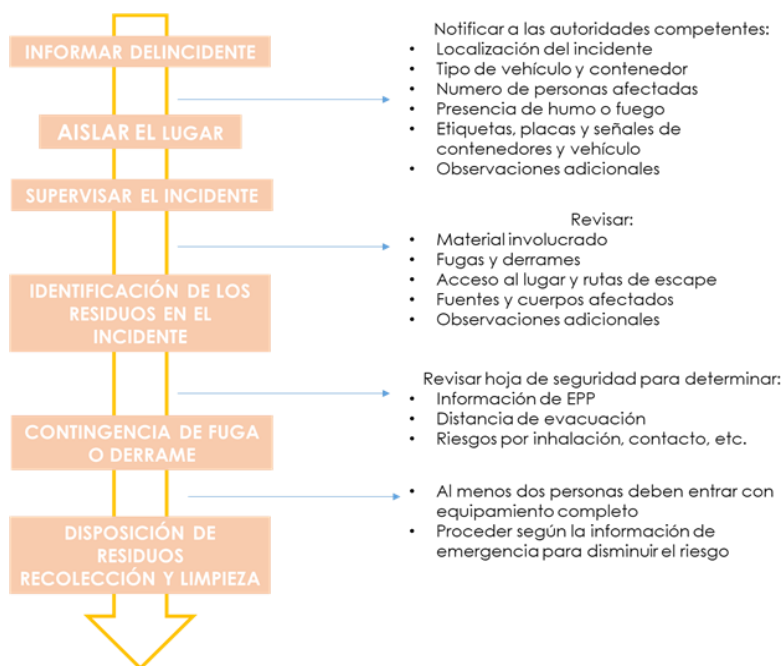 INFORMAR DELINCIDENTE
Notificar a las autoridades competentes:
• Localización del incidente
• Tipo de vehículo y contenedor
• Numero de personas afectadas
• Presencia de humo o fuego
• Etiquetas, placas y señales de
contenedores y vehículo
• Observaciones adicionales
AISLAR EL LUGAR
SUPERVISAR EL INCIDENTE
Revisar:
• Material involucrado
• Fugas y derrames
• Acceso al lugar y rutas de escape
• Fuentes y cuerpos afectados
• Observaciones adicionales
IDENTIFICACIÓN DE LOS
RESIDUOS EN EL
INCIDENTE
Revisar hoja de seguridad para determinar:
• Información de EPP
• Distancia de evacuación
• Riesgos por inhalación, contacto, etc.
CONTINGENCIA DE FUGA
O DERRAME
• Al menos dos personas deben entrar con
equipamiento completo
• Proceder según la información de
emergencia para disminuir el riesgo
DISPOSICIÓN DE
RESIDUOS
RECOLECCIÓN Y LIMPIEZA